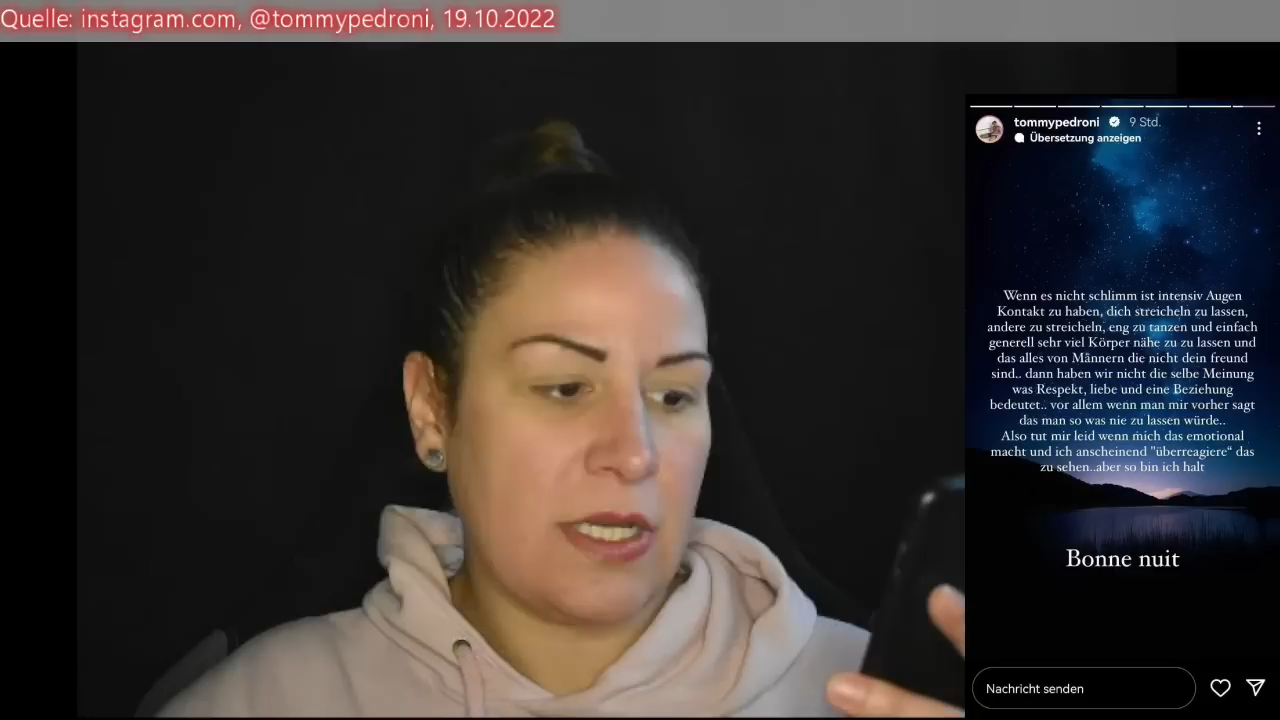 Quelle: instagram.com, @tommypedroni, 19.10.2022
tommypedroni 9 Std.
Übersetzung anzeigen
Wenn es nicht schlimm ist intensiv Augen
Kontakt zu haben, dich streicheln zu lassen,
andere zu streicheln, eng zu tanzen und einfach
generell sehr viel Körper nähe zu zu lassen und
das alles von Männern die nicht dein freund
sind.. dann haben wir nicht die selbe Meinung
was Respekt, liebe und eine Beziehung
bedeutet.. vor allem wenn man mir vorher sagt
das man so was nie zu lassen würde..
Also tut mir leid wenn mich das emotional
macht und ich anscheinend "überreagiere“ das
zu sehen..aber so bin ich halt
Bonne nuit
Nachricht senden